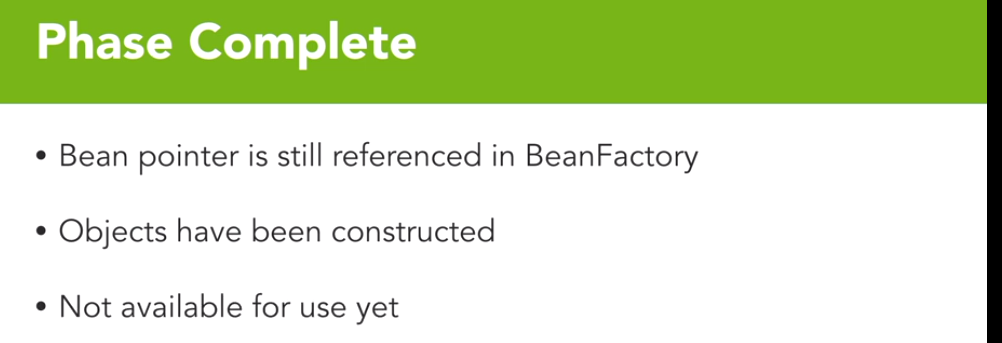 Phase Complete
• Bean pointer is still referenced in BeanFactory
• Objects have been constructed
• Not available for use yet